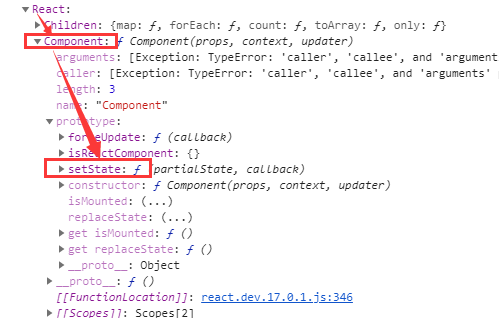 React:
Children: {map: ƒ, forEach: ƒ, count: ƒ, toArray: ƒ, only: ƒ}
Component: ƒ Component(props, context, updater)
arguments: [Exception: TypeError: 'caller', 'callee', and 'argument
caller: [Exception: TypeError: 'caller', 'callee', and 'arguments' p
length: 3
name: "Component"
prototype:
forceUpdate: ƒ (callback)
isReactComponent: {}
setState: ƒ (partialState, callback)
constructor: ƒ Component(props, context, updater)
isMounted: (...)
replaceState: (...)
get isMounted: ƒ ()
get replaceState: ƒ ()
__proto__: Object
__proto__: ƒ ()
[[FunctionLocation]]: react.dev.17.0.1.js:346
[[Scopes]]: Scopes[2]